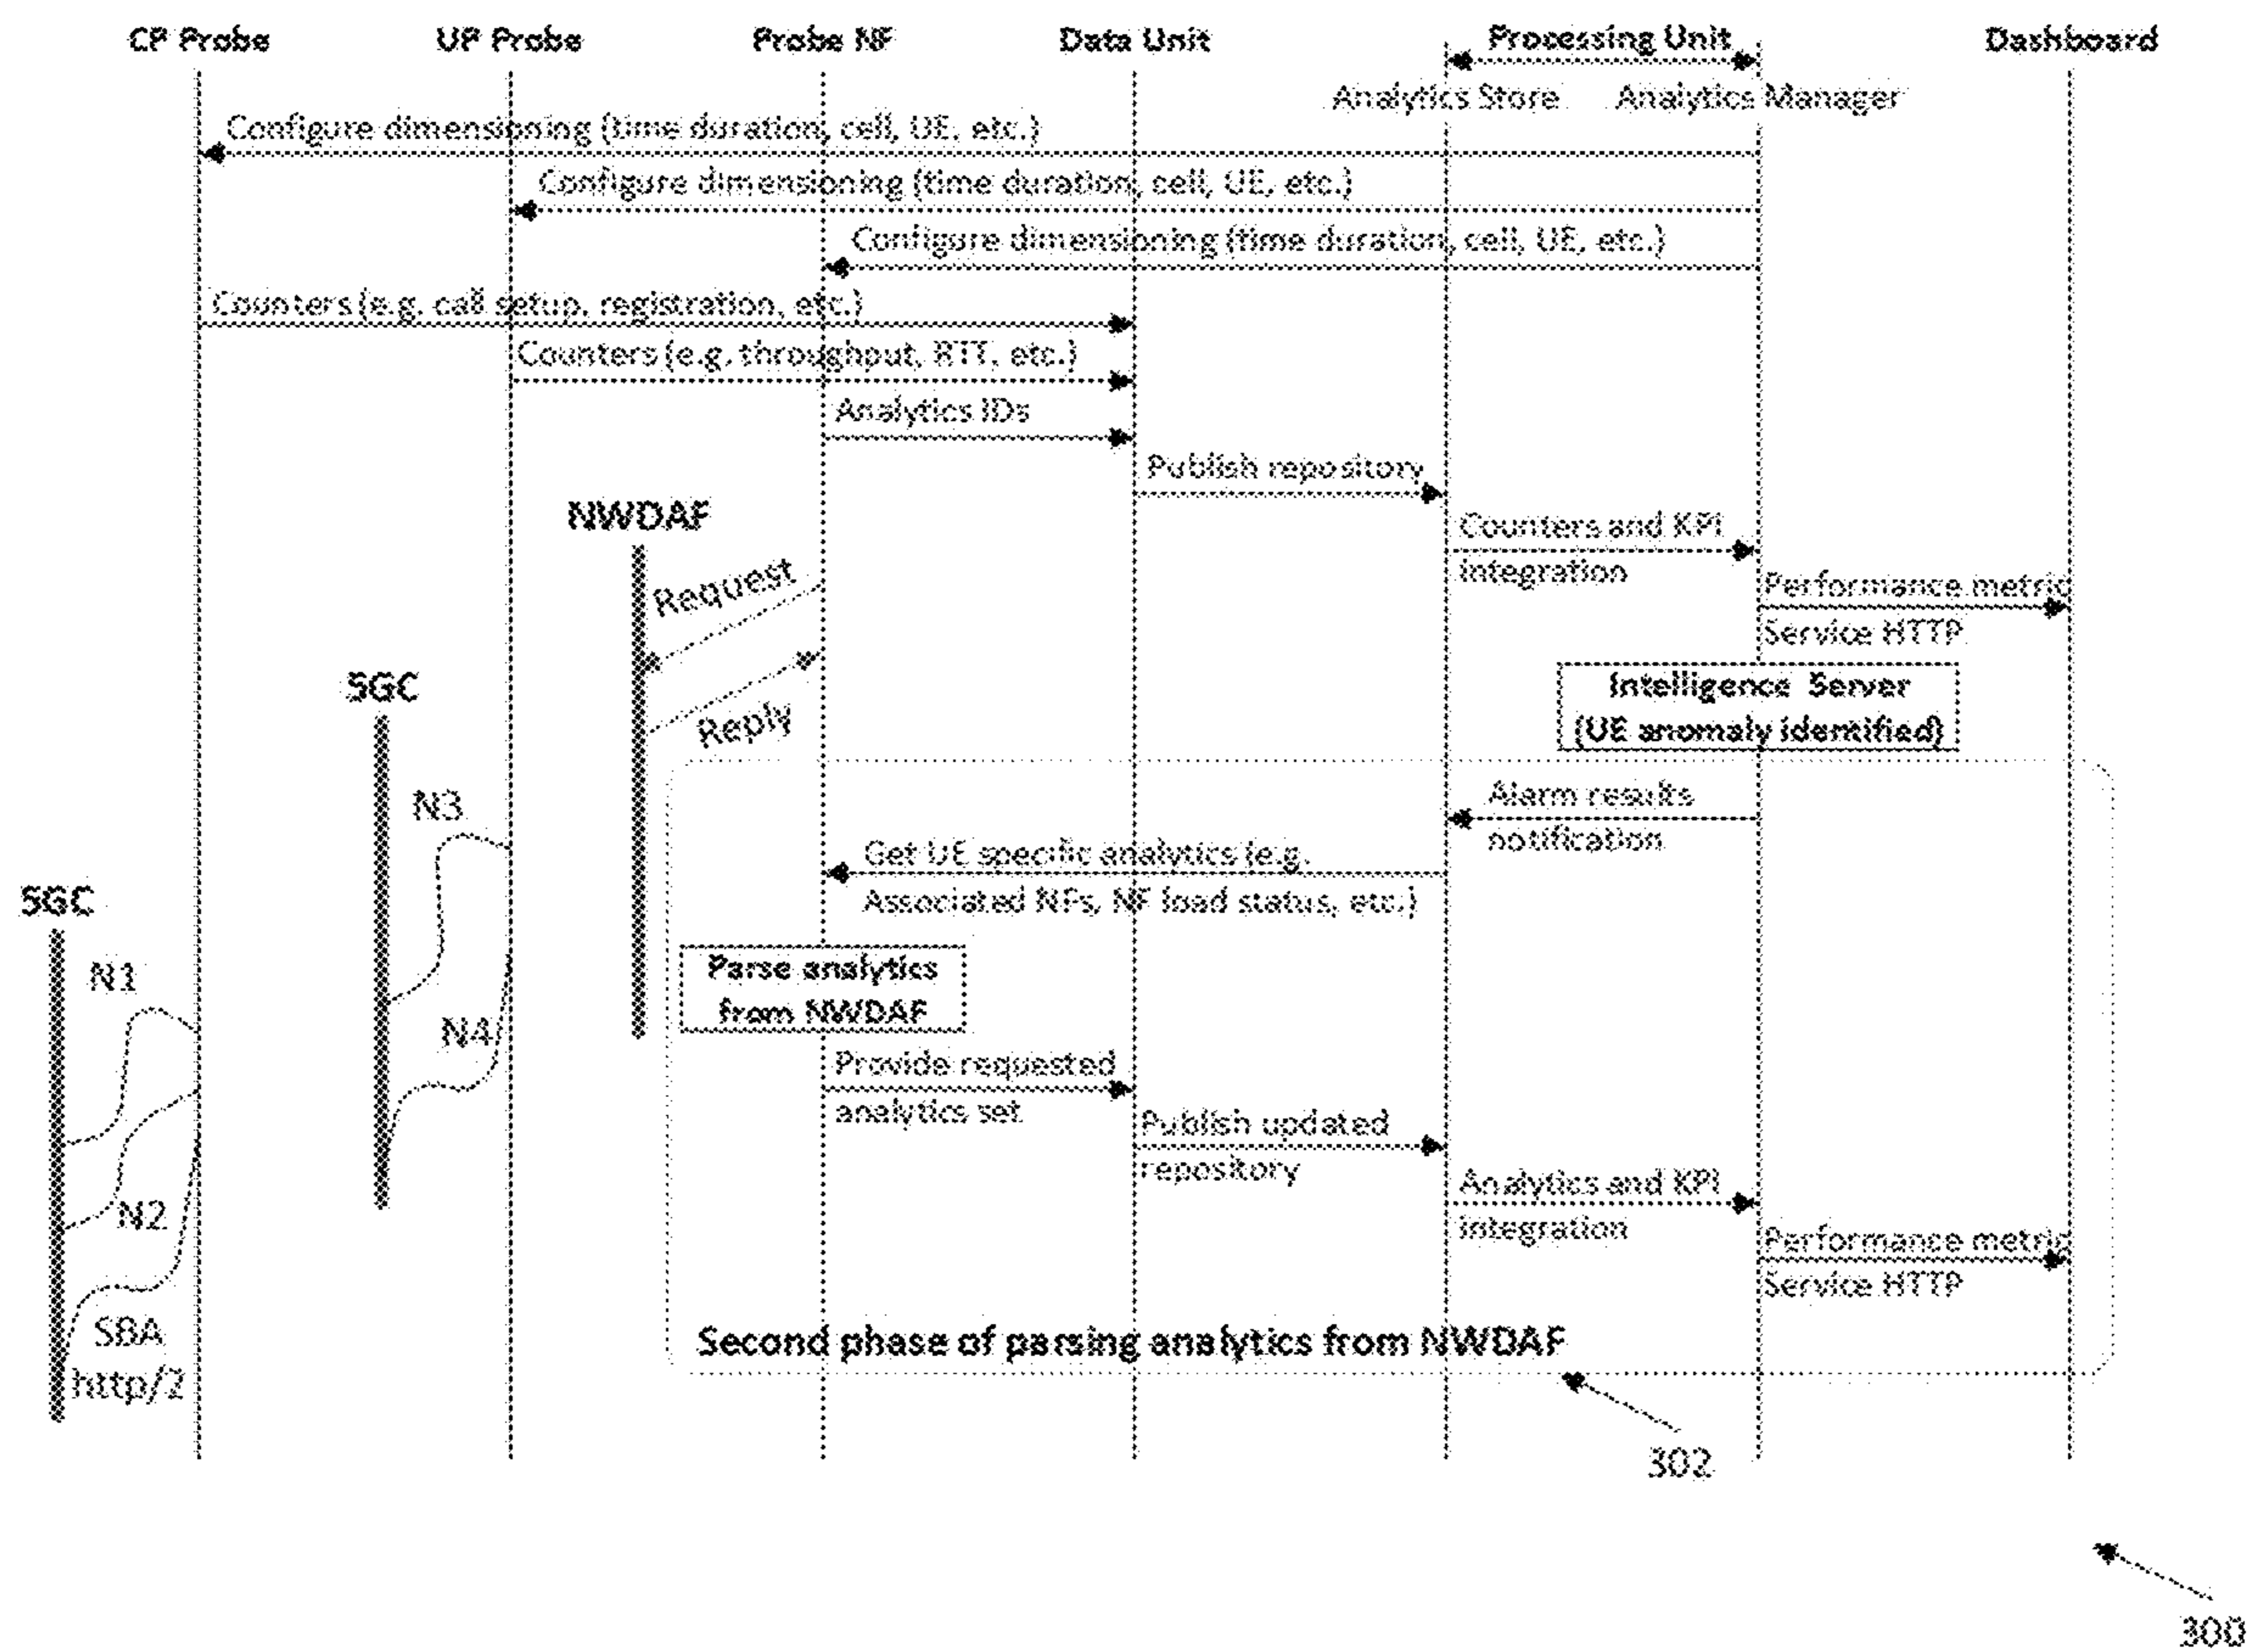 CP Probe
UP Probe
Probe NF
Data Unit
Processing Unit
Dashboard
Analytics Store
Analytics Manager
Configure dimensioning (time duration, cell, UE, etc.)
Configure dimensioning (time duration, cell, UE, etc.)
Configure dimensioning (time duration, cell, UE, etc.)
Counters (e.g. call setup, registration, etc.)
Counters (e.g. throughput, RTT, etc.)
Analytics IDs
Publish repository
NWDAF
Counters and KPI
integration
Request
Performance metric
Service HTTP
Reply
5GC
Intelligence Server
(UE anomaly identified)
N3
Alarm results
notification
Get UE specific analytics (e.g.
Associated NFs, NF load status, etc.)
5GC
N1
Parse analytics
from NWDAF
N4
Provide requested
analytics set
Publish updated
repository
Analytics and KPI
integration
N2
Performance metric
Service HTTP
SBA
http/2
Second phase of parsing analytics from NWDAF
302
300